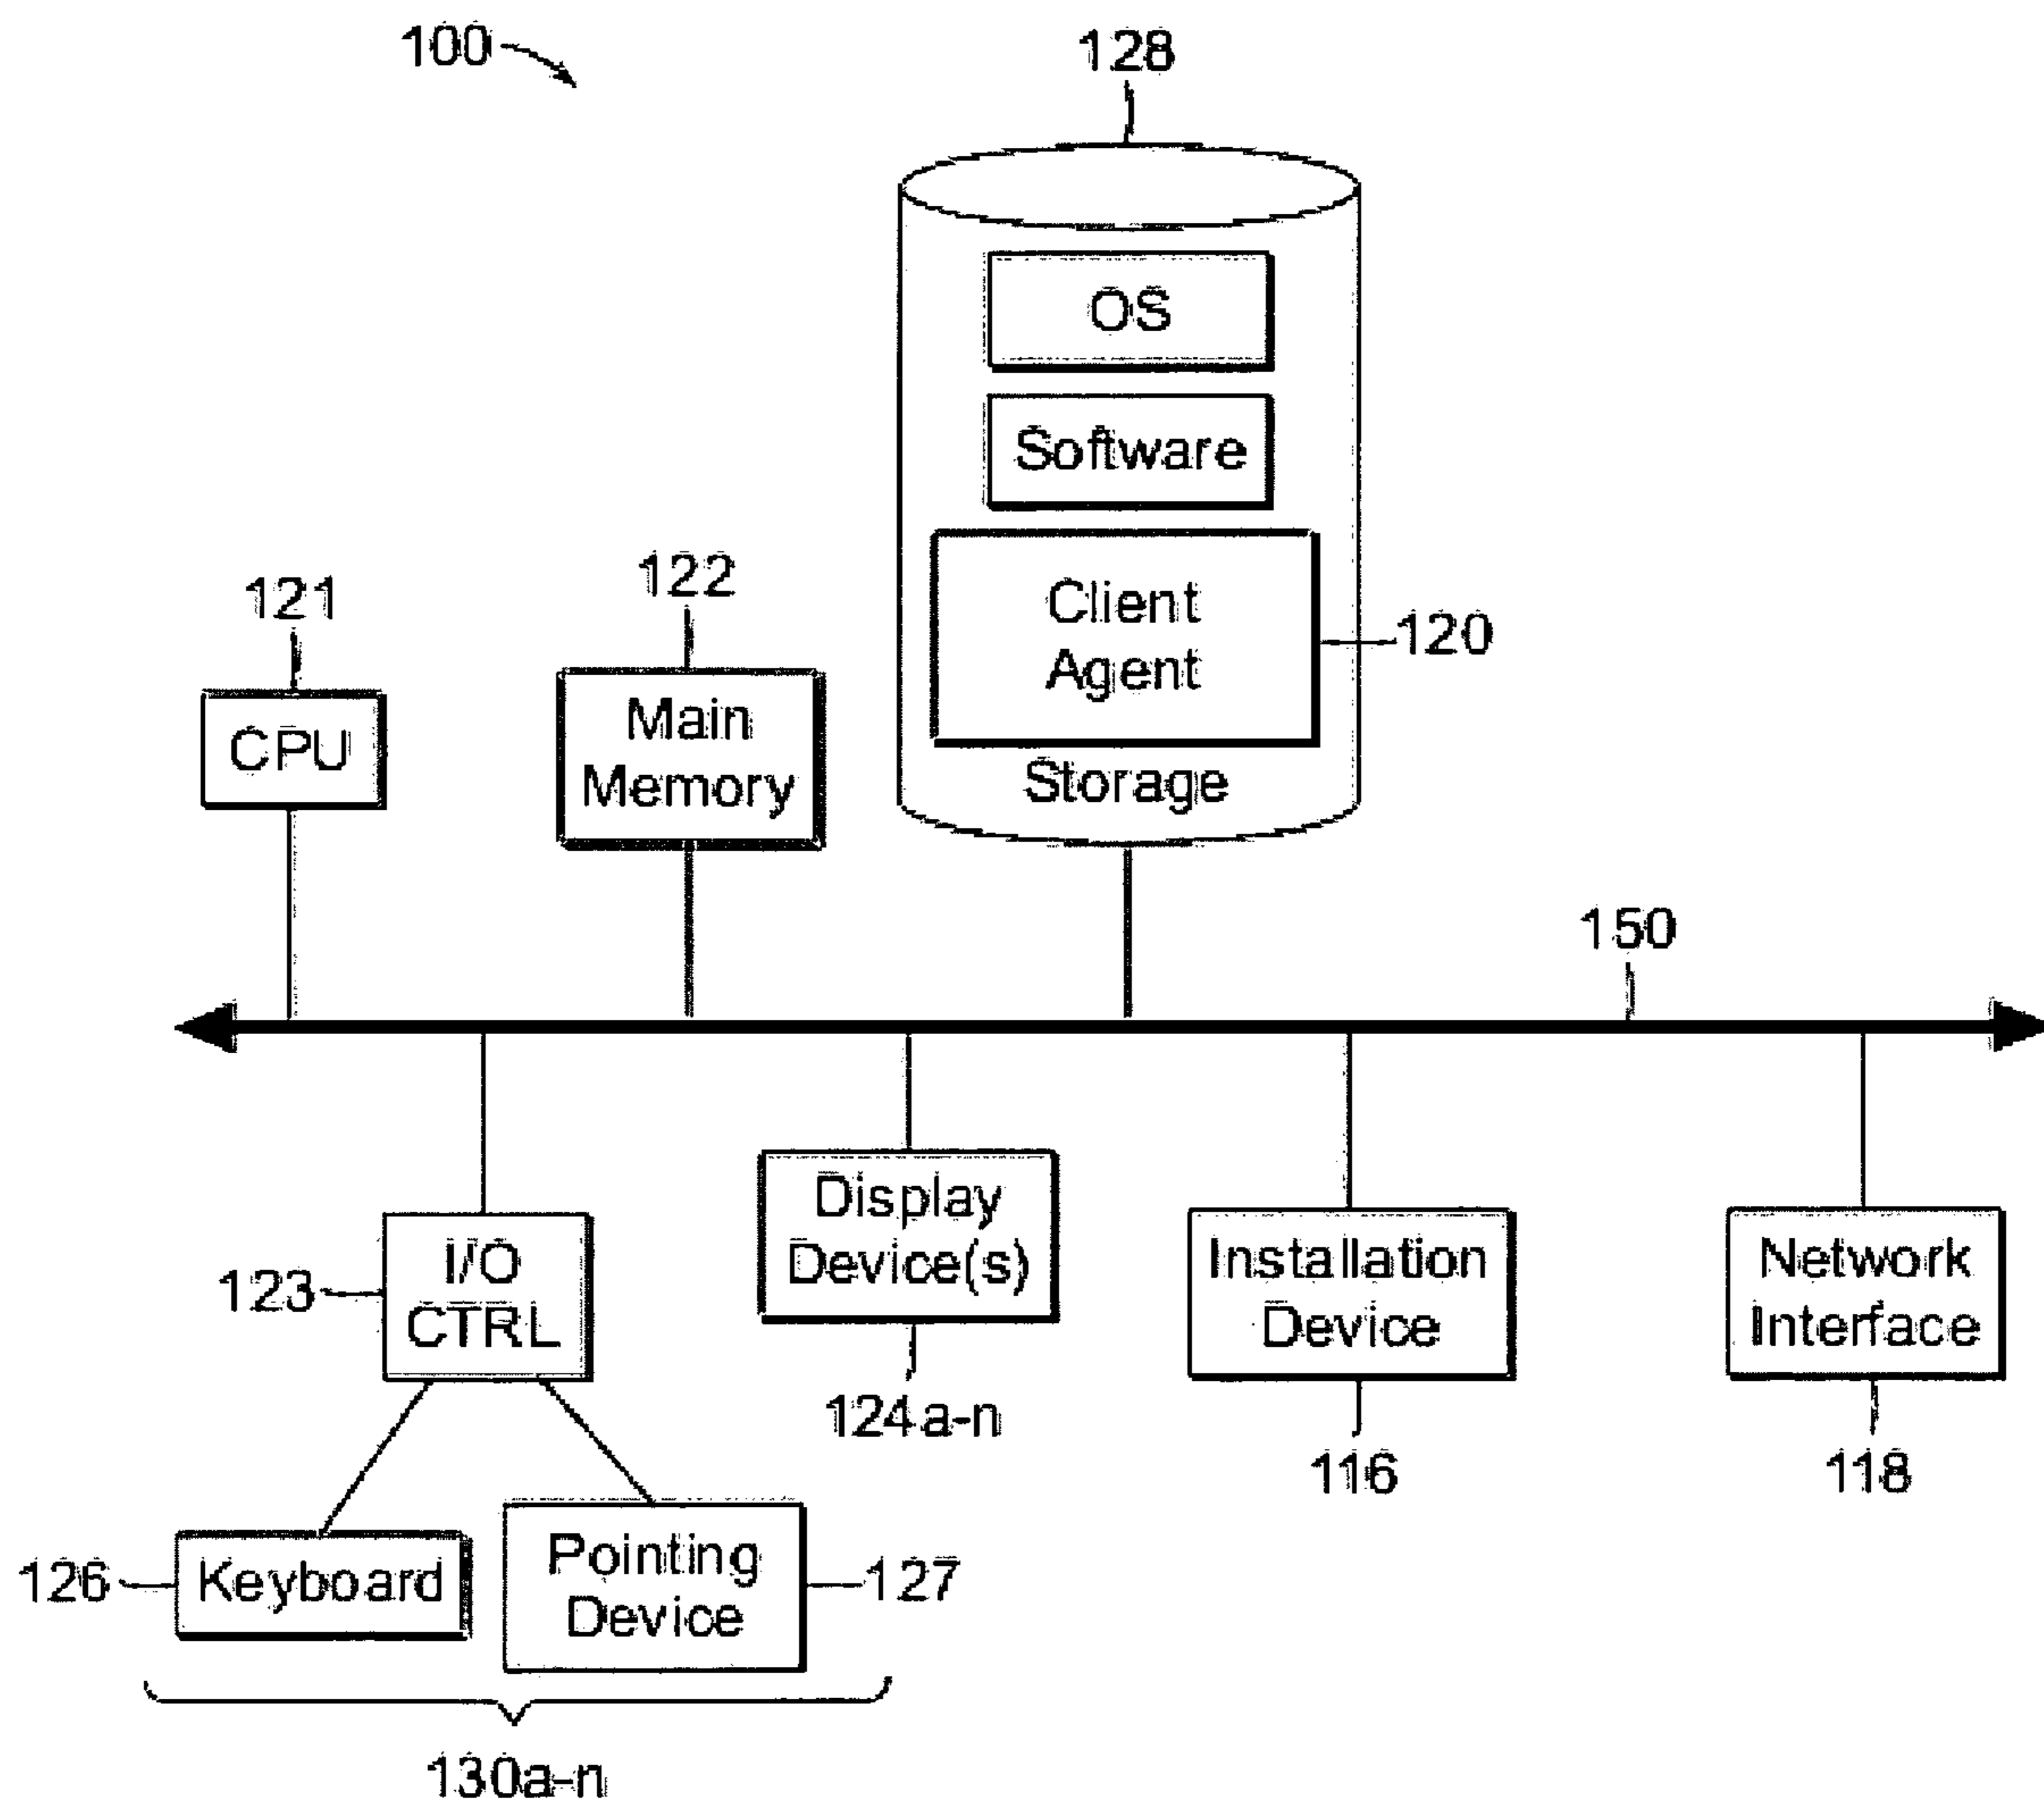 100
128
OS
Software
Client
Agent
120
Storage
121
CPU
122
Main
Memory
150
I/O
CTRL
123
Display
Device(s)
124a-n
Installation
Device
116
Network
Interface
118
126
Keyboard
Pointing
Device
127
130a-n